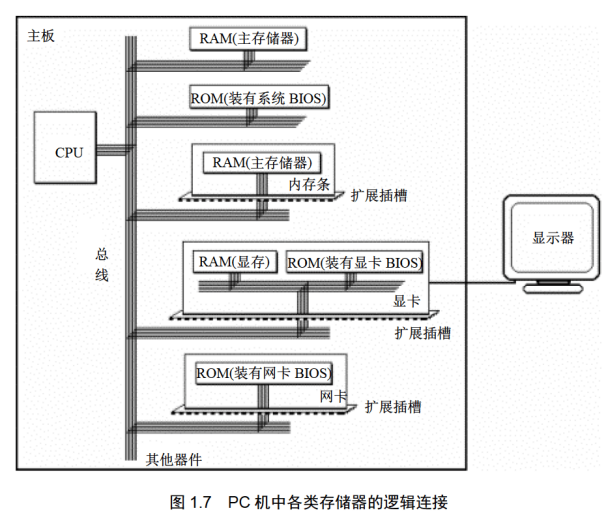 主板
RAM(主存储器)
ROM(装有系统 BIOS)
CPU
RAM(主存储器)
内存条
扩展插槽
总
线
RAM(显存)
ROM(装有显卡 BIOS)
显卡
扩展插槽
显示器
ROM(装有网卡 BIOS)
网卡
扩展插槽
其他器件
图 1.7 PC 机中各类存储器的逻辑连接